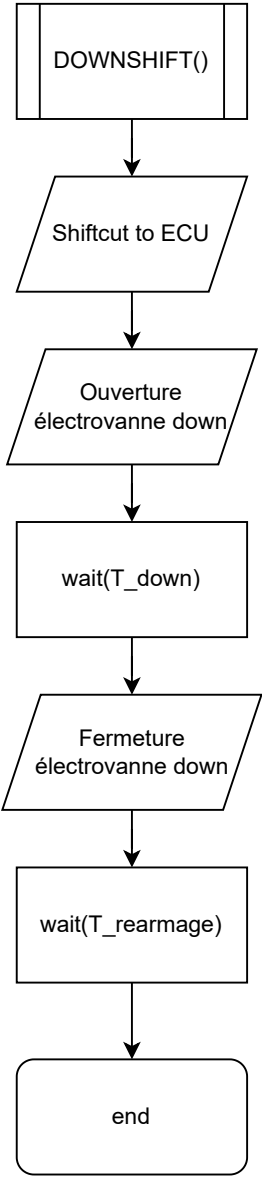 DOWNSHIFT()
Shiftcut to ECU
Ouverture
électrovanne down
wait(T_down)
Fermeture
électrovanne down
wait(T_rearmage)
end